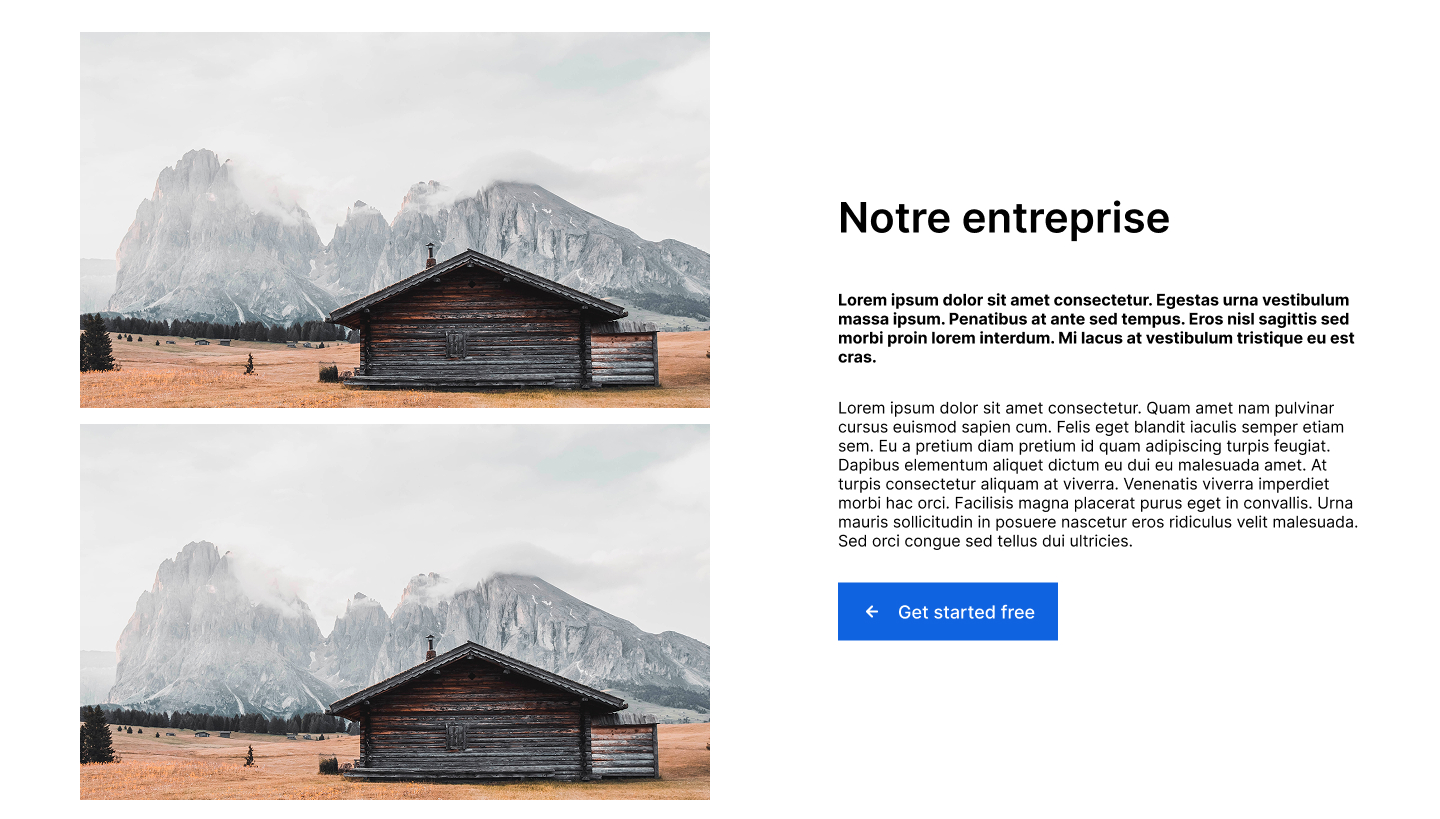 Notre entreprise
Lorem ipsum dolor sit amet consectetur. Egestas urna vestibulum
massa ipsum. Penatibus at ante sed tempus. Eros nisl sagittis sed
morbi proin lorem interdum. Mi lacus at vestibulum tristique eu est
cras.
Lorem ipsum dolor sit amet consectetur. Quam amet nam pulvinar
cursus euismod sapien cum. Felis eget blandit iaculis semper etiam
sem. Eu a pretium diam pretium id quam adipiscing turpis feugiat.
Dapibus elementum aliquet dictum eu dui eu malesuada amet. At
turpis consectetur aliquam at viverra. Venenatis viverra imperdiet
morbi hac orci. Facilisis magna placerat purus eget in convallis. Urna
mauris sollicitudin in posuere nascetur eros ridiculus velit malesuada.
Sed orci congue sed tellus dui ultricies.
Get started free